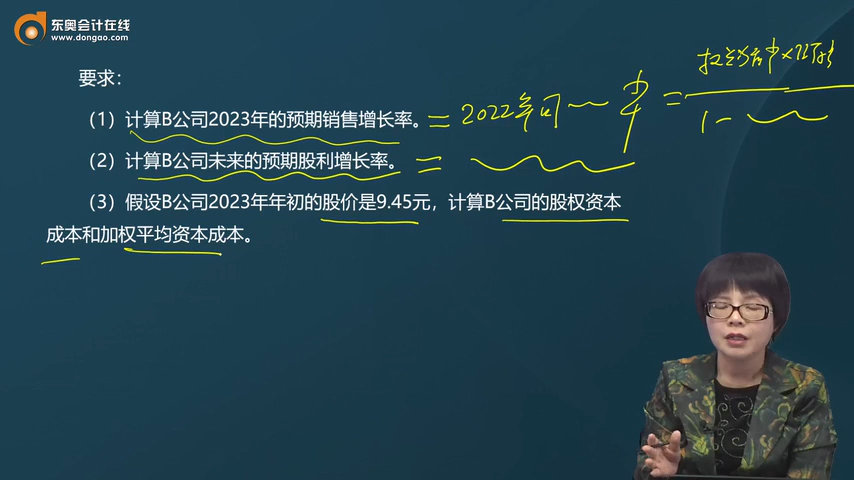 东奥会计在线
www.dongao.com
要求：
（1）计算B公司2023年的预期销售增长率。= 2022年可〜率 =
1-
（2）计算B公司未来的预期股利增长率。=
（3）假设B公司2023年年初的股价是9.45元，计算B公司的股权资本
成本和加权平均资本成本。